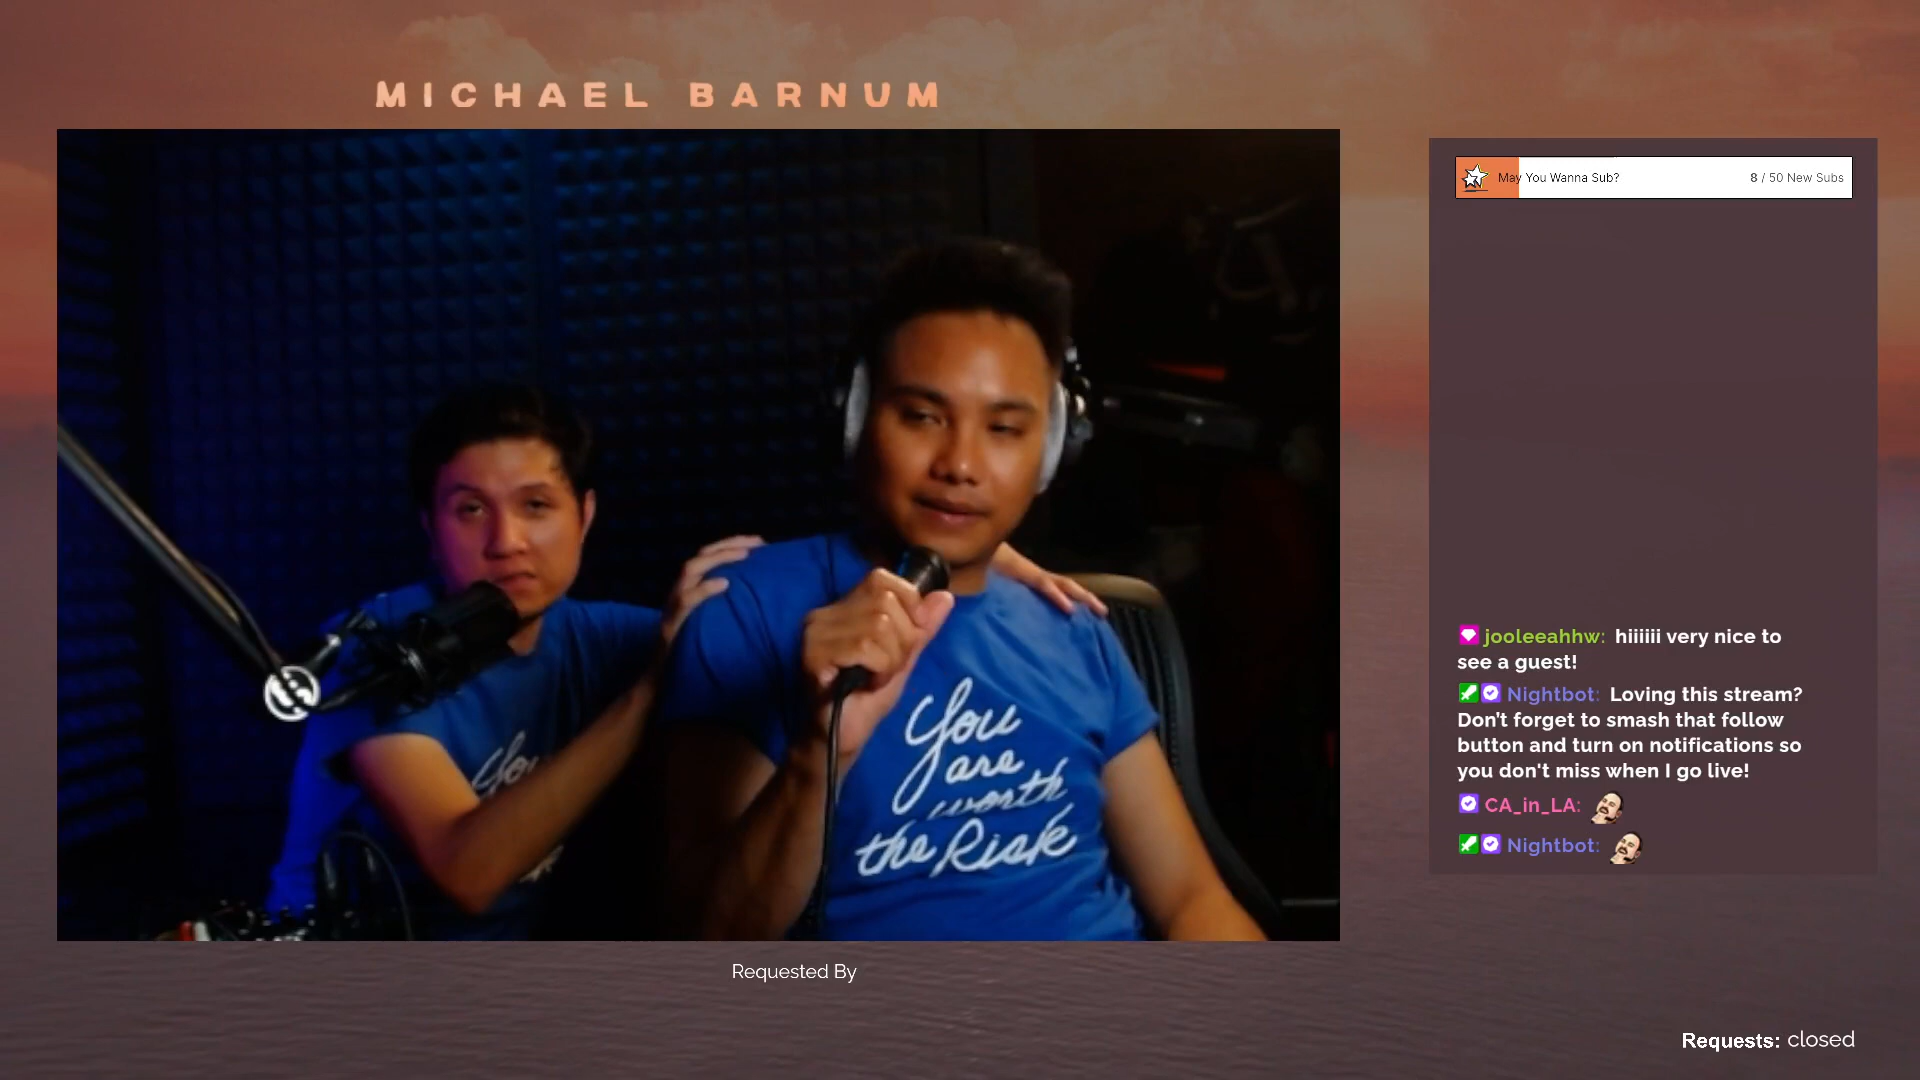 MICHAEL BARNUM
May You Wanna Sub?
8 / 50 New Subs
You
are
worth
the Risk
You
jooleeahhw: hiiiiii very nice to
see a guest!
Nightbot: Loving this stream?
Don't forget to smash that follow
button and turn on notifications so
you don't miss when I go live!
CA_in_LA:
Nightbot:
Requested By
Requests: closed